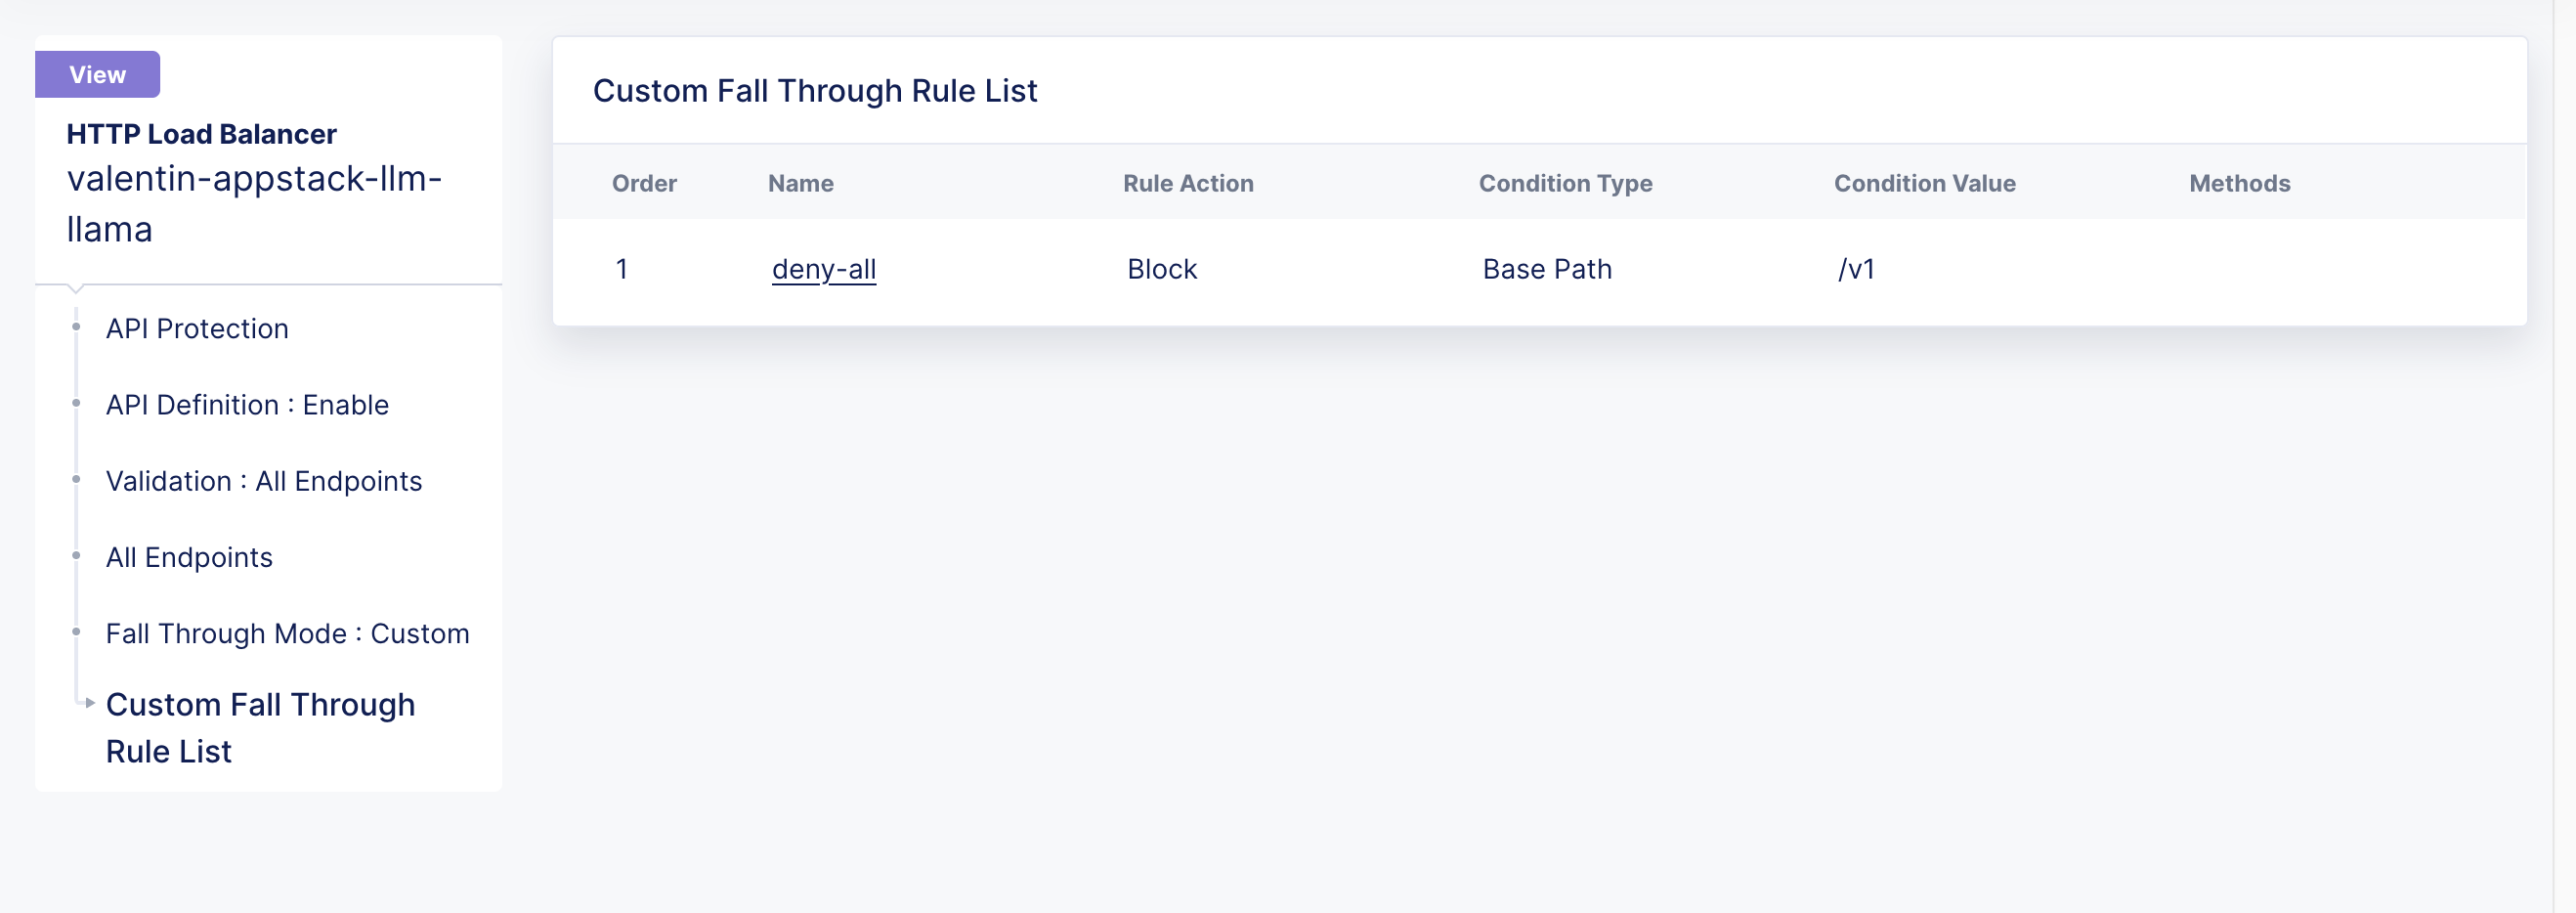 View
HTTP Load Balancer
valentin-appstack-llm-
llama
API Protection
API Definition : Enable
Validation : All Endpoints
All Endpoints
Fall Through Mode : Custom
Custom Fall Through
Rule List
Custom Fall Through Rule List
Order Name Rule Action Condition Type Condition Value Methods
1 deny-all Block Base Path /v1